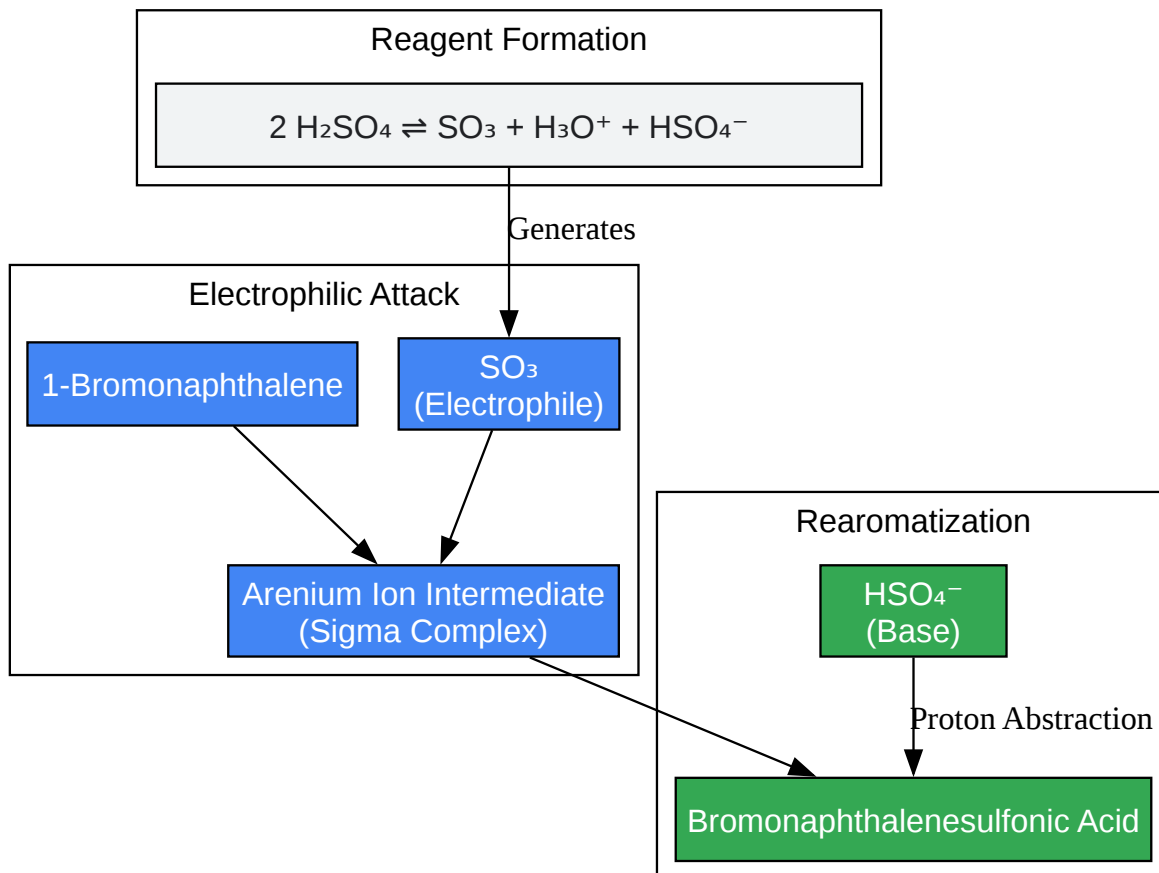 Reagent Formation
2 H₂SO₄ ⇌ SO₃ + H₃O⁺ + HSO₄⁻
Generates
Electrophilic Attack
1-Bromonaphthalene
SO₃
(Electrophile)
Arenium Ion Intermediate
(Sigma Complex)
Rearomatization
HSO₄⁻
(Base)
Proton Abstraction
Bromonaphthalenesulfonic Acid